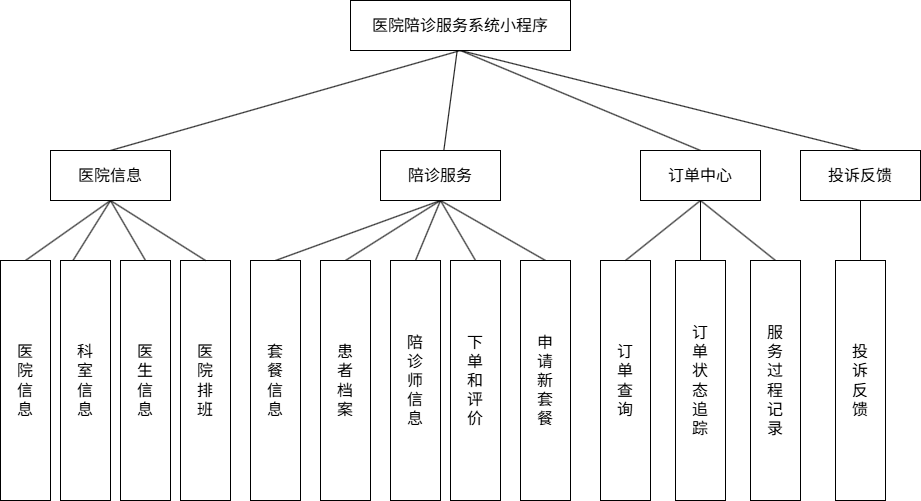 医院陪诊服务系统小程序
医院信息
陪诊服务
订单中心
投诉反馈
医院信息
科室信息
医生信息
医院排班
套餐信息
患者档案
陪诊师信息
下单和评价
申请新套餐
订单查询
订单状态追踪
服务过程记录
投诉反馈